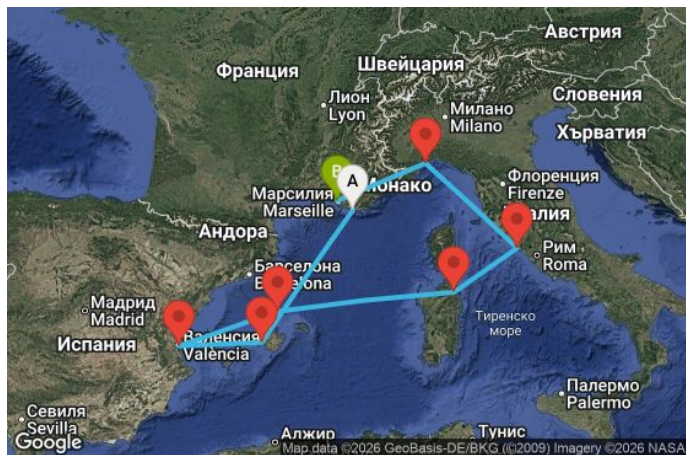 Австрия
Швейцария
Франция
Словения
Лион
Lyon
Милано
Milano
Хърватия
B
A
Монако
Флоренция
Firenze
Марсилия
Marseille
Андора
Рим
Roma
Барселона
Мадрид
Madrid
Тиренско
море
Валенсия
València
Испания
Палермо
Palermo
Севиля
Sevilla
Google
Алжир
Тунис
Map data ©2026 GeoBasis-DE/BKG (©2009) Imagery ©2026 NASA